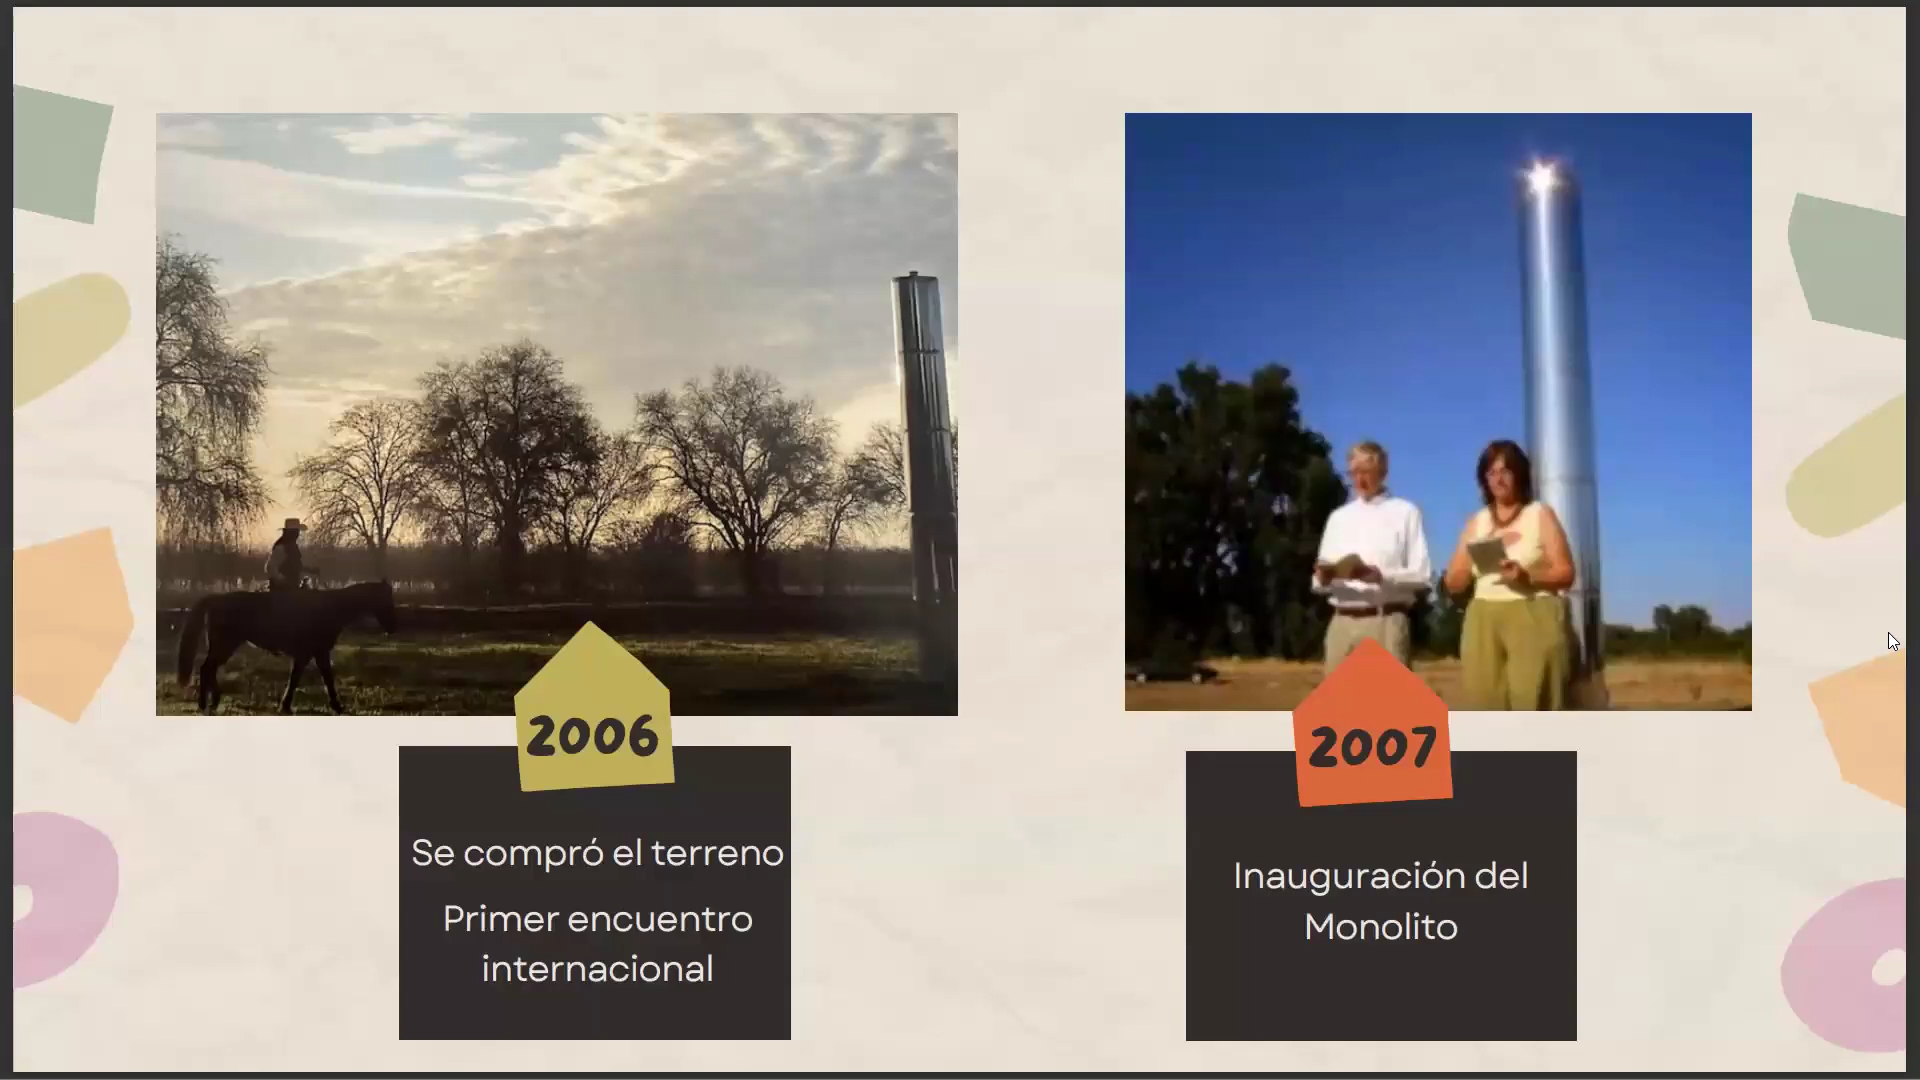 2006
Se compró el terreno
Primer encuentro
internacional
2007
Inauguración del
Monolito